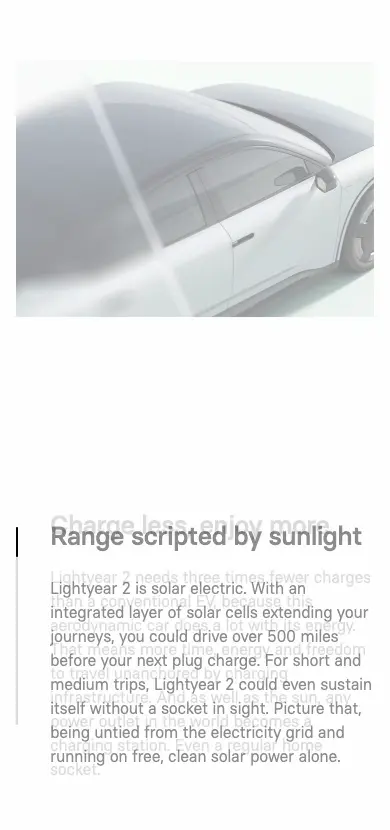 Charge less, enjoy more
Range scripted by sunlight
Lightyear 2 needs three times fewer charges
than a conventional EV, because this
aerodynamic car does a lot with its energy.
That means more time, energy and freedom
to travel unanchored by charging
infrastructure. And as well as the sun, any
power outlet in the world becomes a
charging station. Even a regular home
socket.
Lightyear 2 is solar electric. With an
integrated layer of solar cells extending your
journeys, you could drive over 500 miles
before your next plug charge. For short and
medium trips, Lightyear 2 could even sustain
itself without a socket in sight. Picture that,
being untied from the electricity grid and
running on free, clean solar power alone.